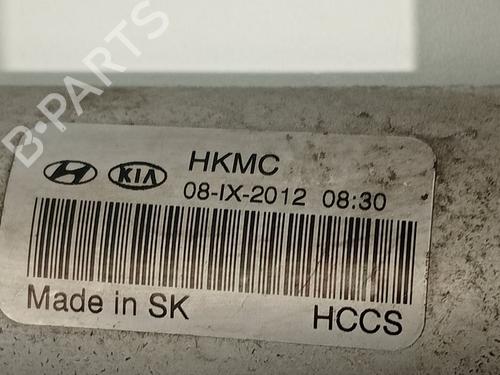 B-PARTS
KIA
HKMC
08-IX-2012 08:30
Made in SK
HCCS